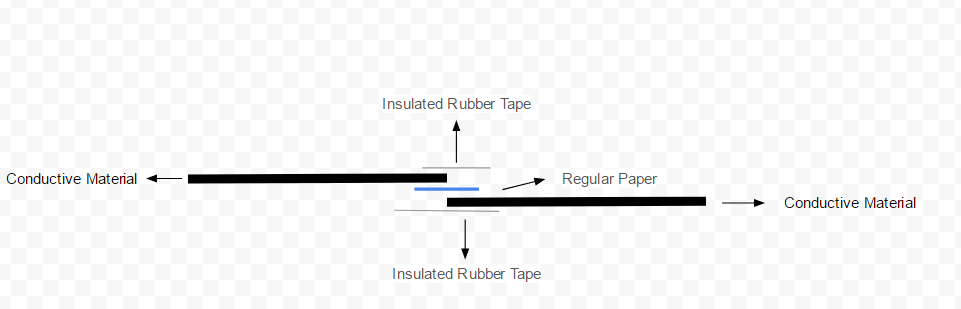 Insulated Rubber Tape
Conductive Material
Regular Paper
Conductive Material
Insulated Rubber Tape